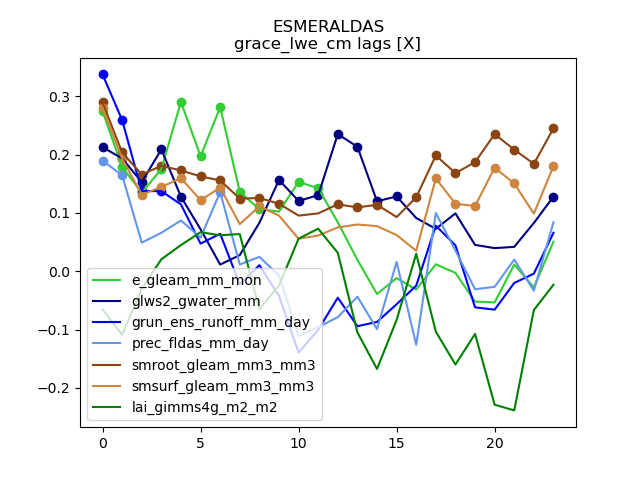 ESMERALDAS
grace_lwe_cm lags [X]
0.3
0.2
0.1
0.0
−0.1
−0.2
e_gleam_mm_mon
glws2_gwater_mm
grun_ens_runoff_mm_day
prec_fldas_mm_day
smroot_gleam_mm3_mm3
smsurf_gleam_mm3_mm3
lai_gimms4g_m2_m2
0 5 10 15 20